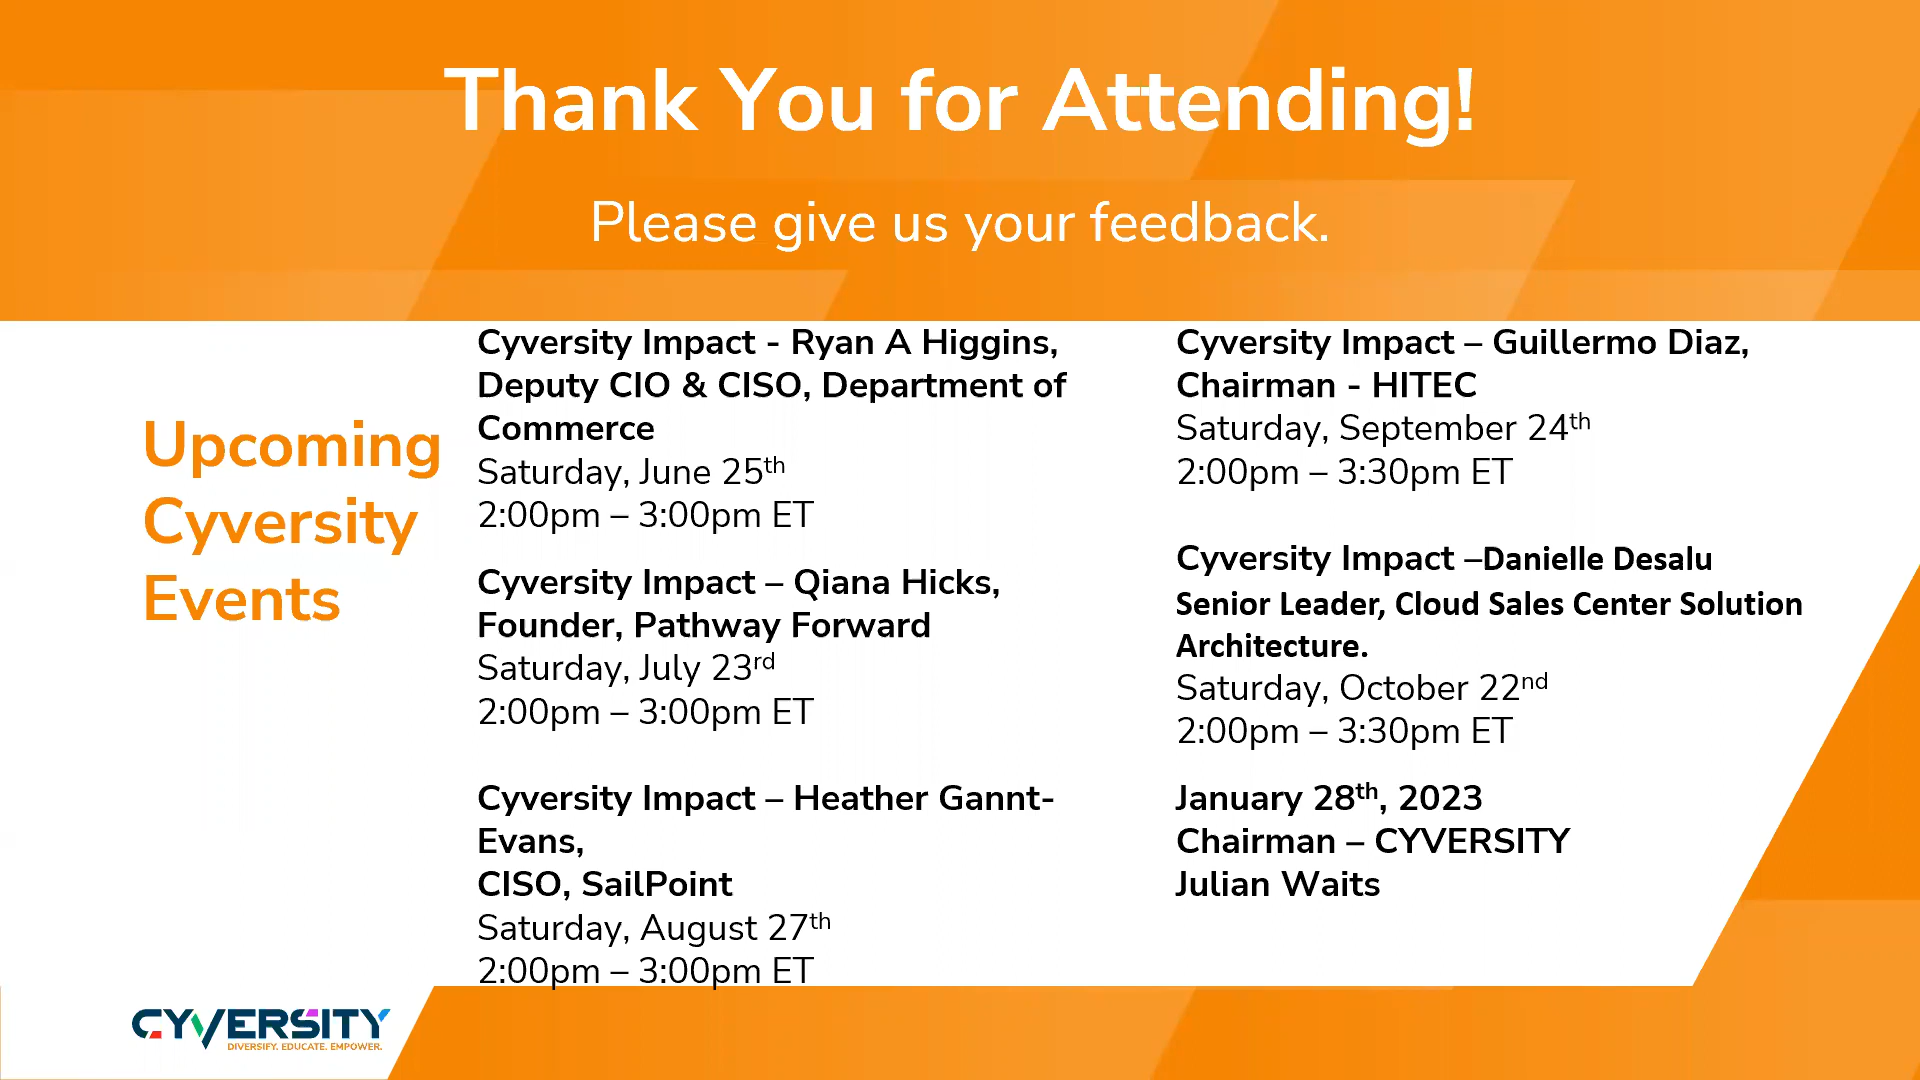 Thank You for Attending!
Please give us your feedback.
Upcoming
Cyversity
Events
Cyversity Impact - Ryan A Higgins,
Deputy CIO & CISO, Department of
Commerce
Saturday, June 25th
2:00pm – 3:00pm ET
Cyversity Impact – Qiana Hicks,
Founder, Pathway Forward
Saturday, July 23rd
2:00pm – 3:00pm ET
Cyversity Impact – Heather Gannt-
Evans,
CISO, SailPoint
Saturday, August 27th
2:00pm – 3:00pm ET
Cyversity Impact – Guillermo Diaz,
Chairman - HITEC
Saturday, September 24th
2:00pm – 3:30pm ET
Cyversity Impact –Danielle Desalu
Senior Leader, Cloud Sales Center Solution
Architecture.
Saturday, October 22nd
2:00pm – 3:30pm ET
January 28th, 2023
Chairman – CYVERSITY
Julian Waits
CYVERSITY
DIVERSIFY. EDUCATE. EMPOWER.